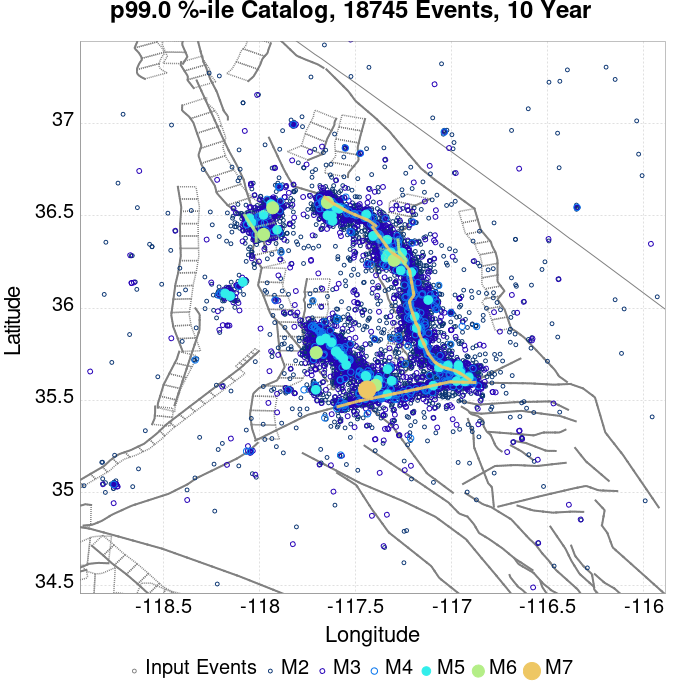 p99.0 %-ile Catalog, 18745 Events, 10 Year
37
36.5
36
35.5
35
34.5
Latitude
-118.5 -118 -117.5 -117 -116.5 -116
Longitude
Input Events M2 M3 M4 M5 M6 M7